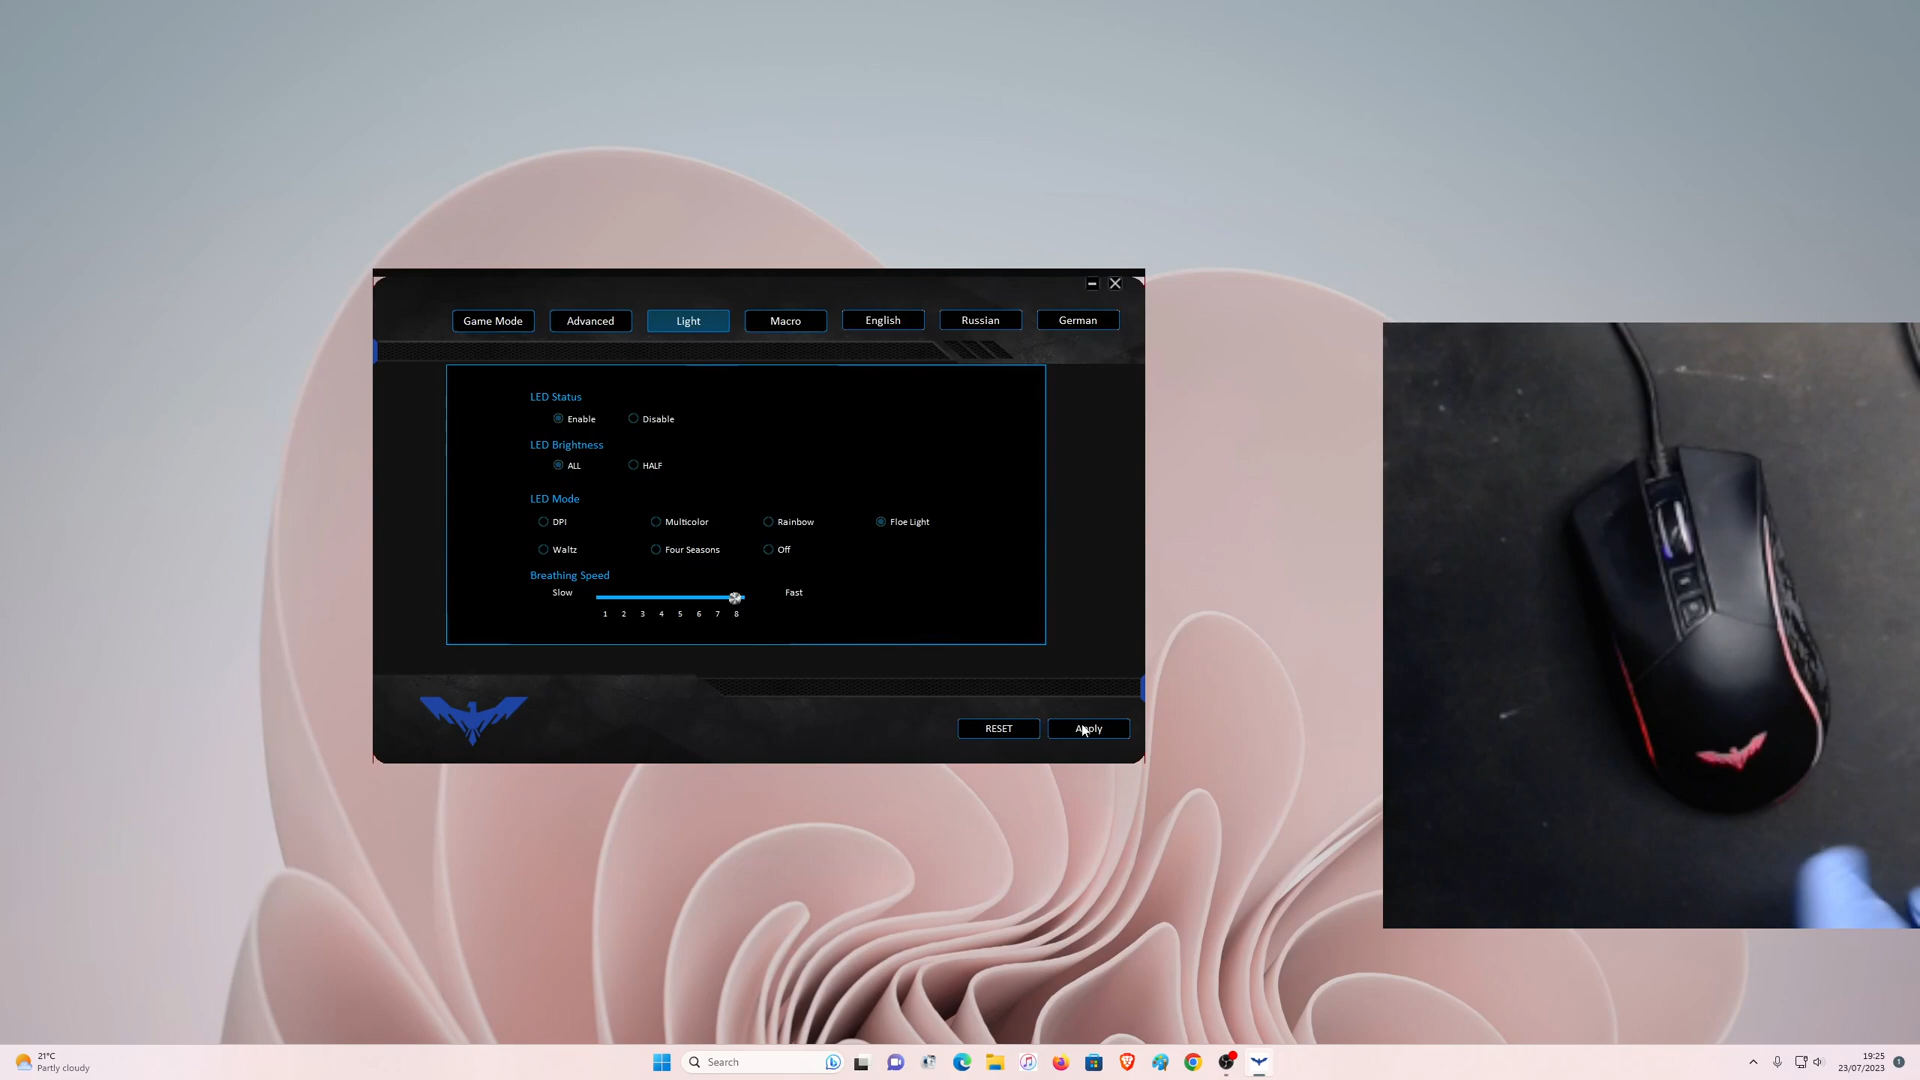 Game Mode Advanced Light Macro English Russian German
LED Status
Enable Disable
LED Brightness
ALL HALF
LED Mode
DPI Multicolor Rainbow Floe Light
Waltz Four Seasons Off
Breathing Speed
Slow Fast
1 2 3 4 5 6 7 8
RESET Apply
21°C
Partly cloudy
Search
19:25
23/07/2023
1